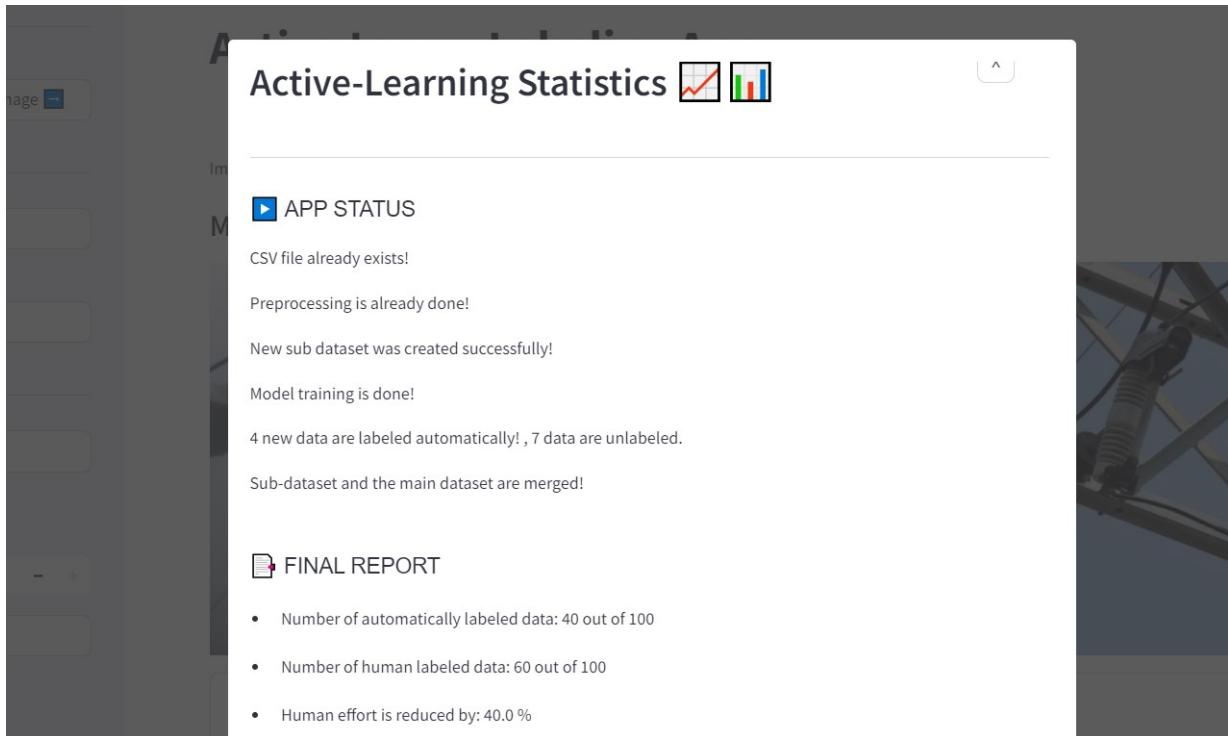 Active-Learning Statistics
^
nage
Im
M
APP STATUS
CSV file already exists!
Preprocessing is already done!
New sub dataset was created successfully!
Model training is done!
4 new data are labeled automatically! , 7 data are unlabeled.
Sub-dataset and the main dataset are merged!
FINAL REPORT
• Number of automatically labeled data: 40 out of 100
• Number of human labeled data: 60 out of 100
• Human effort is reduced by: 40.0 %